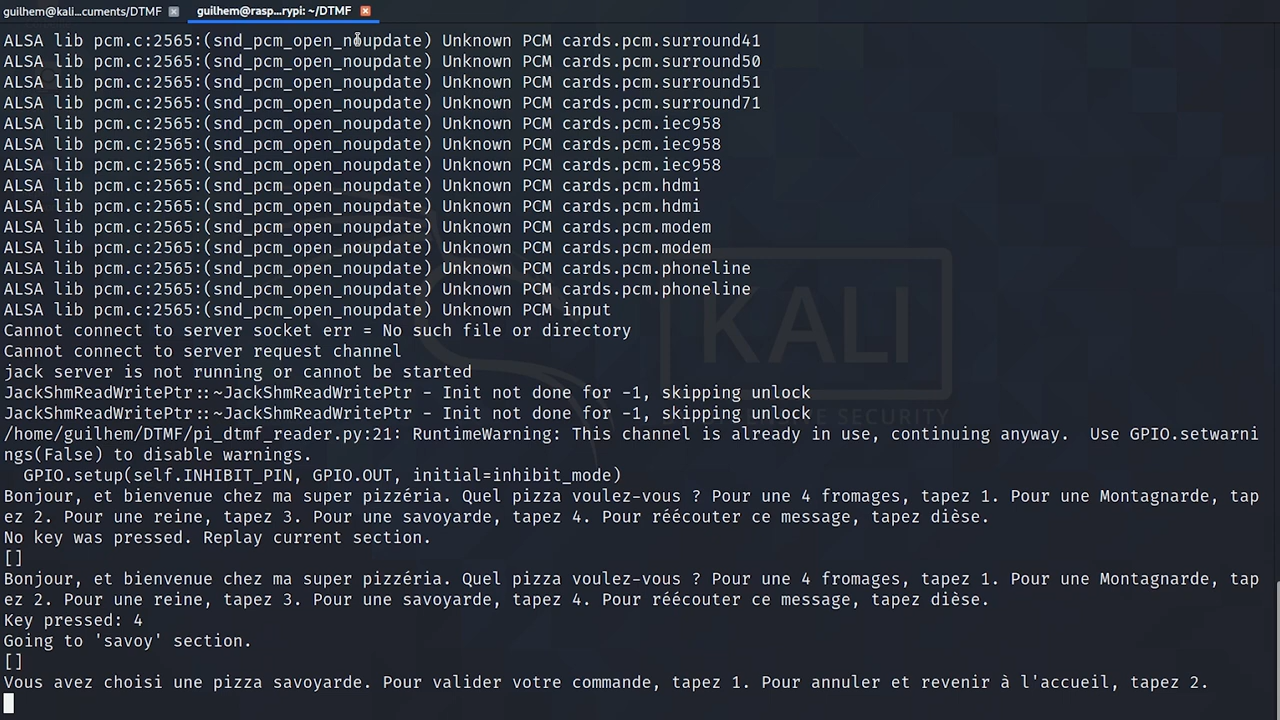 guilhem@kali...cuments/DTMF
guilhem@rasp...rypi: ~/DTMF
ALSA lib pcm.c:2565:(snd_pcm_open_noupdate) Unknown PCM cards.pcm.surround41
ALSA lib pcm.c:2565:(snd_pcm_open_noupdate) Unknown PCM cards.pcm.surround50
ALSA lib pcm.c:2565:(snd_pcm_open_noupdate) Unknown PCM cards.pcm.surround51
ALSA lib pcm.c:2565:(snd_pcm_open_noupdate) Unknown PCM cards.pcm.surround71
ALSA lib pcm.c:2565:(snd_pcm_open_noupdate) Unknown PCM cards.pcm.iec958
ALSA lib pcm.c:2565:(snd_pcm_open_noupdate) Unknown PCM cards.pcm.iec958
ALSA lib pcm.c:2565:(snd_pcm_open_noupdate) Unknown PCM cards.pcm.iec958
ALSA lib pcm.c:2565:(snd_pcm_open_noupdate) Unknown PCM cards.pcm.hdmi
ALSA lib pcm.c:2565:(snd_pcm_open_noupdate) Unknown PCM cards.pcm.hdmi
ALSA lib pcm.c:2565:(snd_pcm_open_noupdate) Unknown PCM cards.pcm.modem
ALSA lib pcm.c:2565:(snd_pcm_open_noupdate) Unknown PCM cards.pcm.modem
ALSA lib pcm.c:2565:(snd_pcm_open_noupdate) Unknown PCM cards.pcm.phoneline
ALSA lib pcm.c:2565:(snd_pcm_open_noupdate) Unknown PCM cards.pcm.phoneline
ALSA lib pcm.c:2565:(snd_pcm_open_noupdate) Unknown PCM input
Cannot connect to server socket err = No such file or directory
Cannot connect to server request channel
jack server is not running or cannot be started
JackShmReadWritePtr::~JackShmReadWritePtr - Init not done for -1, skipping unlock
JackShmReadWritePtr::~JackShmReadWritePtr - Init not done for -1, skipping unlock
/home/guilhem/DTMF/pi_dtmf_reader.py:21: RuntimeWarning: This channel is already in use, continuing anyway.  Use GPIO.setwarni
ngs(False) to disable warnings.
  GPIO.setup(self.INHIBIT_PIN, GPIO.OUT, initial=inhibit_mode)
Bonjour, et bienvenue chez ma super pizzéria. Quel pizza voulez-vous ? Pour une 4 fromages, tapez 1. Pour une Montagnarde, tap
ez 2. Pour une reine, tapez 3. Pour une savoyarde, tapez 4. Pour réécouter ce message, tapez dièse.
No key was pressed. Replay current section.
[]
Bonjour, et bienvenue chez ma super pizzéria. Quel pizza voulez-vous ? Pour une 4 fromages, tapez 1. Pour une Montagnarde, tap
ez 2. Pour une reine, tapez 3. Pour une savoyarde, tapez 4. Pour réécouter ce message, tapez dièse.
Key pressed: 4
Going to 'savoy' section.
[]
Vous avez choisi une pizza savoyarde. Pour valider votre commande, tapez 1. Pour annuler et revenir à l'accueil, tapez 2.
KALI
SECURITY